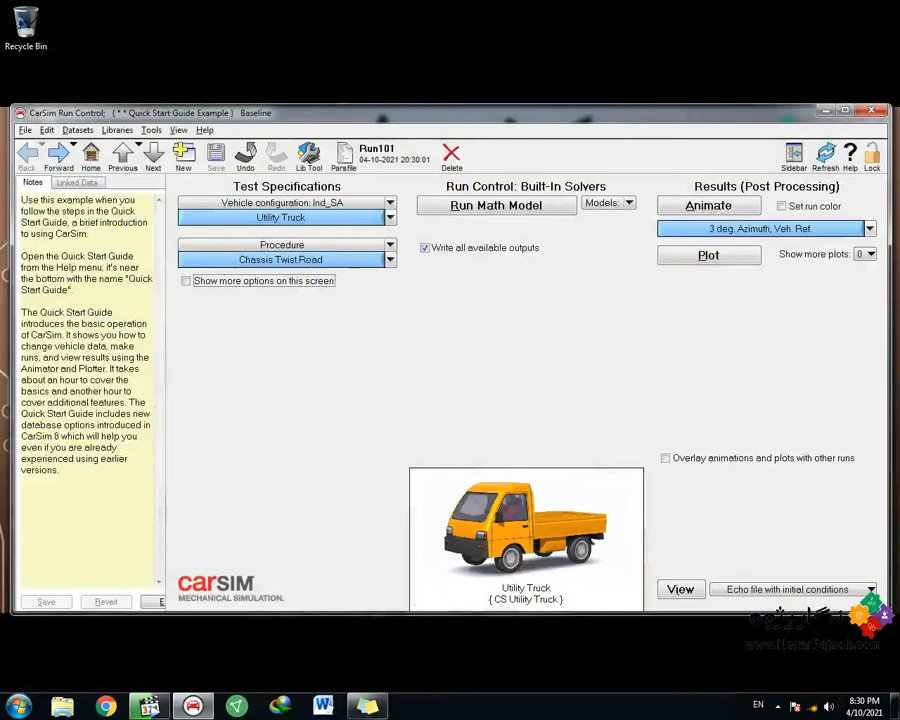 Recycle Bin
CarSim Run Control; { * * Quick Start Guide Example } Baseline
File Edit Datasets Libraries Tools View Help
Back Forward Home Previous Next New Save Undo Redo Lib Tool Parsfile
Run101
04-10-2021 20:30:01
Delete Sidebar Refresh Help Lock
Notes Linked Data
Use this example when you
follow the steps in the Quick
Start Guide, a brief introduction
to using CarSim.
Open the Quick Start Guide
from the Help menu; it's near
the bottom with the name "Quick
Start Guide".
The Quick Start Guide
introduces the basic operation
of CarSim. It shows you how to
change vehicle data, make
runs, and view results using the
Animator and Plotter. It takes
about an hour to cover the
basics and another hour to
cover additional features. The
Quick Start Guide includes new
database options introduced in
CarSim 8 which will help you
even if you are already
experienced using earlier
versions.
Save Revert E
Test Specifications
Vehicle configuration: Ind_SA
Utility Truck
Procedure
Chassis Twist Road
Show more options on this screen
Run Control: Built-In Solvers
Run Math Model Models:
Write all available outputs
Results (Post Processing)
Animate Set run color
3 deg. Azimuth, Veh. Ref.
Plot Show more plots: 0
Overlay animations and plots with other runs
carSIM
MECHANICAL SIMULATION.
Utility Truck
{ CS Utility Truck }
View Echo file with initial conditions
نگارپژوه
www.NegarPajooh.com
EN
8:30 PM
4/10/2021